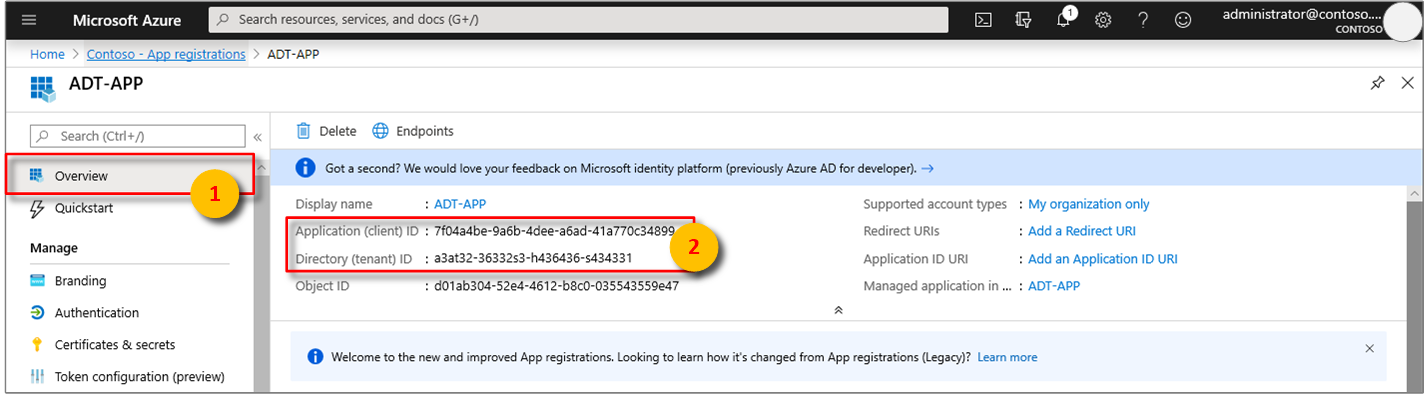 Microsoft Azure
Search resources, services, and docs (G+/)
1
administrator@contoso....
CONTOSO
Home > Contoso - App registrations > ADT-APP
ADT-APP
Search (Ctrl+/)
«
Overview
1
Quickstart
Manage
Branding
Authentication
Certificates & secrets
Token configuration (preview)
Delete
Endpoints
Got a second? We would love your feedback on Microsoft identity platform (previously Azure AD for developer). →
Display name : ADT-APP
Application (client) ID : 7f04a4be-9a6b-4dee-a6ad-41a770c34899
Directory (tenant) ID : a3at32-36332s3-h436436-s434331
Object ID : d01ab304-52e4-4612-b8c0-035543559e47
2
Supported account types : My organization only
Redirect URIs : Add a Redirect URI
Application ID URI : Add an Application ID URI
Managed application in ... : ADT-APP
Welcome to the new and improved App registrations. Looking to learn how it's changed from App registrations (Legacy)? Learn more